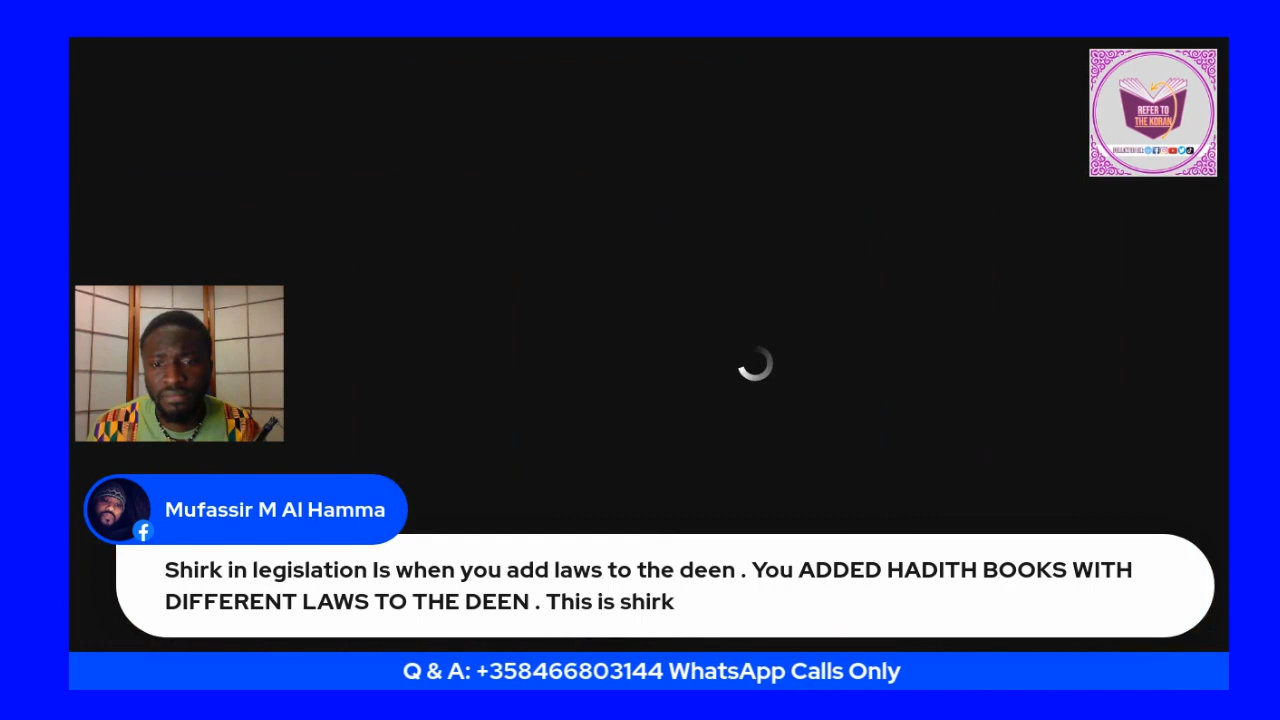 REFER TO
THE KORAN
Mufassir M Al Hamma
Shirk in legislation Is when you add laws to the deen . You ADDED HADITH BOOKS WITH
DIFFERENT LAWS TO THE DEEN . This is shirk
Q & A: +358466803144 WhatsApp Calls Only